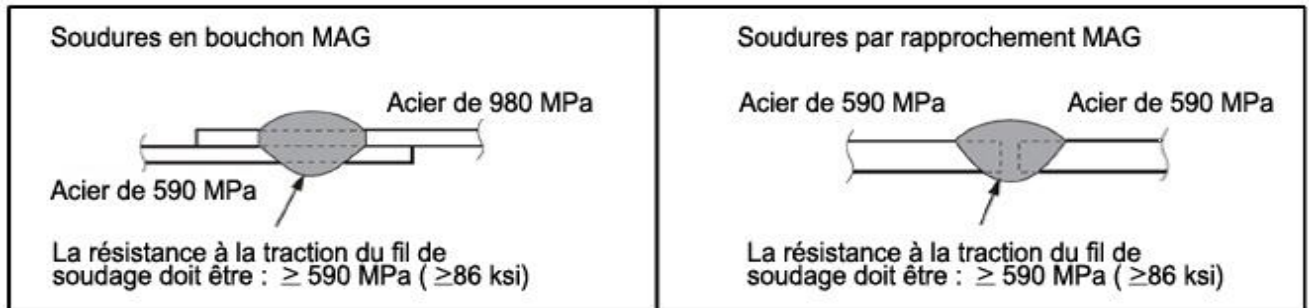 Soudures en bouchon MAG
Acier de 980 MPa
Acier de 590 MPa
La résistance à la traction du fil de
soudage doit être : ≥ 590 MPa ( ≥86 ksi)
Soudures par rapprochement MAG
Acier de 590 MPa
Acier de 590 MPa
La résistance à la traction du fil de
soudage doit être : ≥ 590 MPa ( ≥86 ksi)